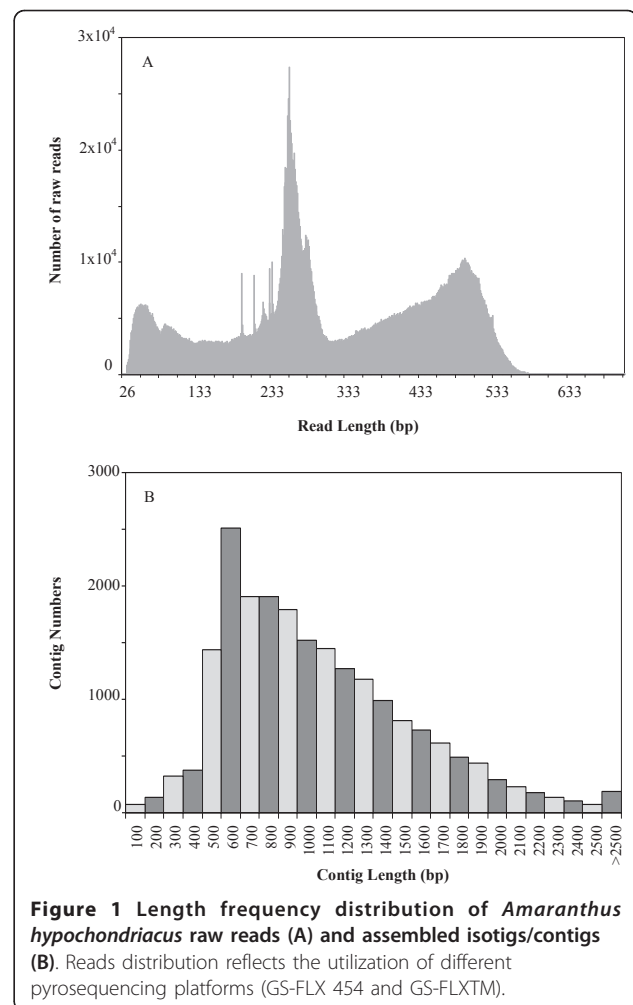 3x10⁴
A
2x10⁴
1x10⁴
0
Number of raw reads
26 133 233 333 433 533 633
Read Length (bp)
3000
B
2000
1000
0
Contig Numbers
100 200 300 400 500 600 700 800 900 1000 1100 1200 1300 1400 1500 1600 1700 1800 1900 2000 2100 2200 2300 2400 2500 >2500
Contig Length (bp)
Figure 1 Length frequency distribution of Amaranthus
hypochondriacus raw reads (A) and assembled isotigs/contigs
(B). Reads distribution reflects the utilization of different
pyrosequencing platforms (GS-FLX 454 and GS-FLXTM).